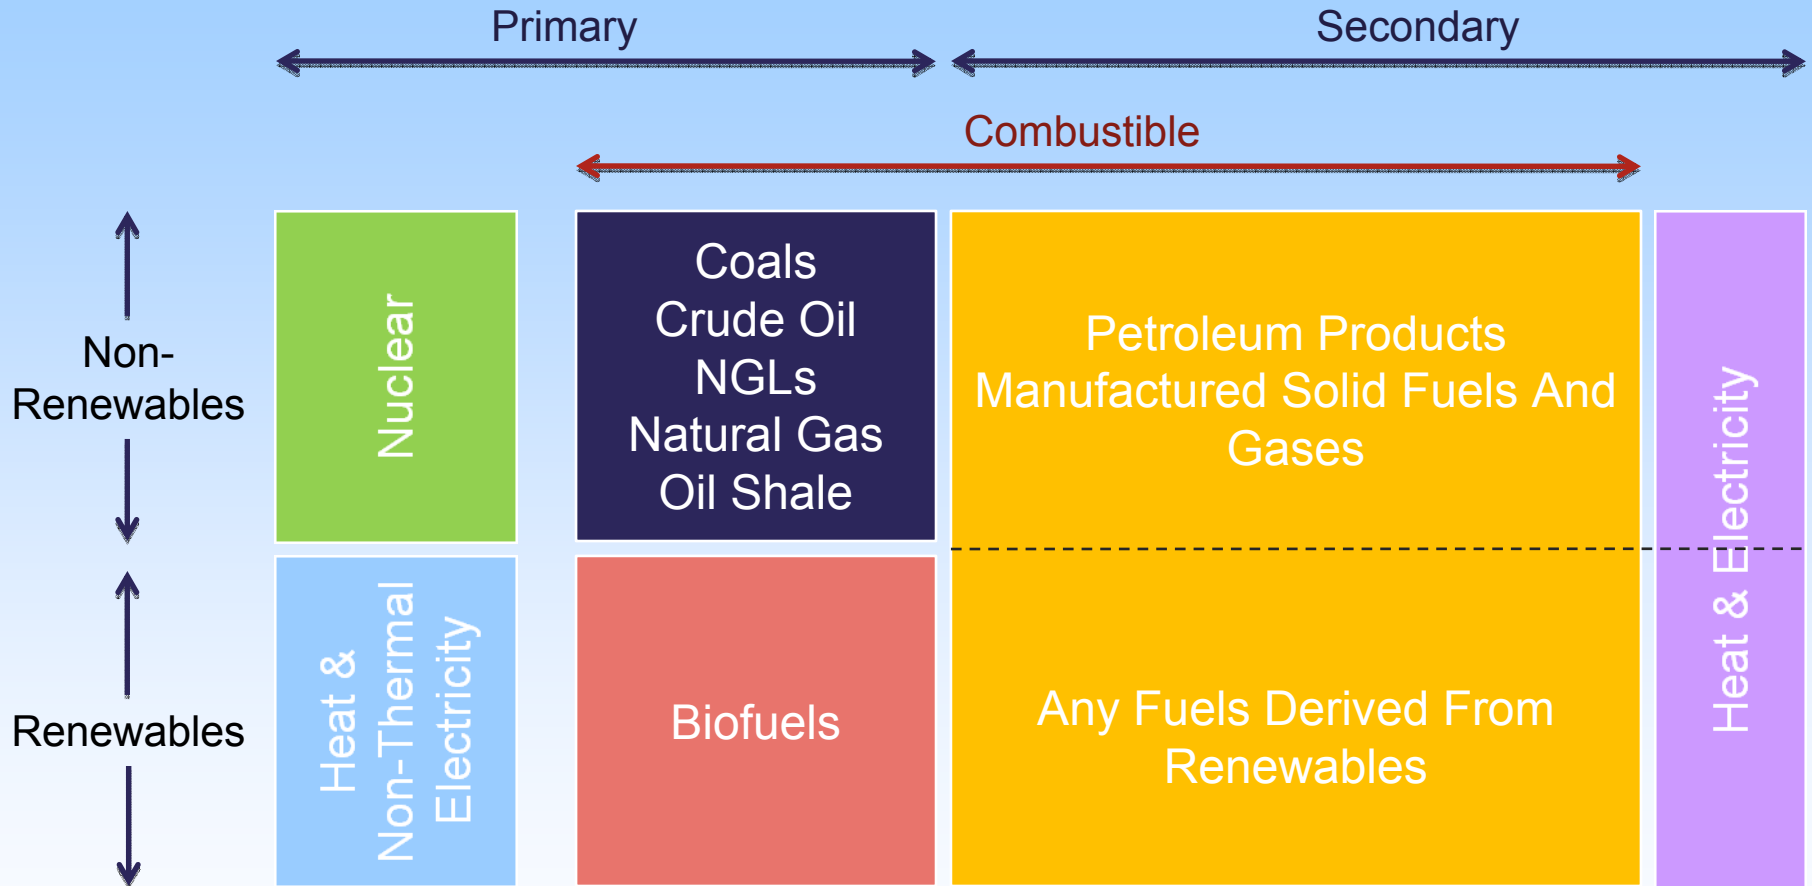 Primary
Secondary
Combustible
Non-
Renewables
Nuclear
Coals
Crude Oil
NGLs
Natural Gas
Oil Shale
Petroleum Products
Manufactured Solid Fuels And
Gases
Heat & Electricity
Renewables
Heat &
Non-Thermal
Electricity
Biofuels
Any Fuels Derived From
Renewables